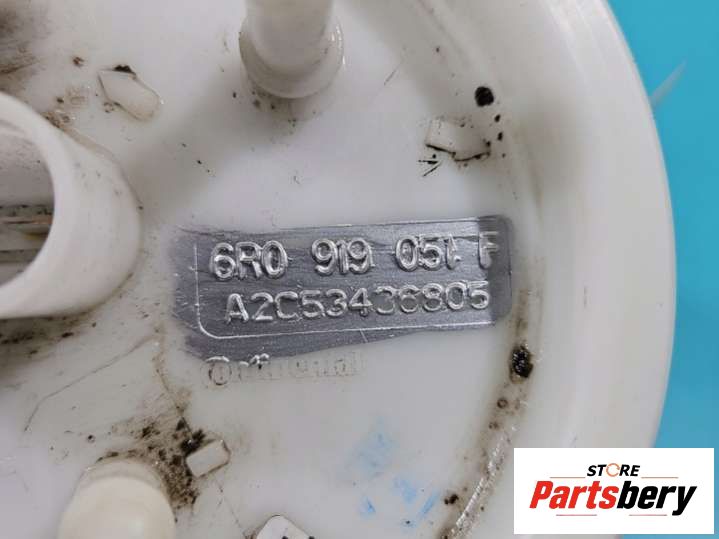 6R0 919 051 F
A2C53436805
Continental
STORE
Partsbery